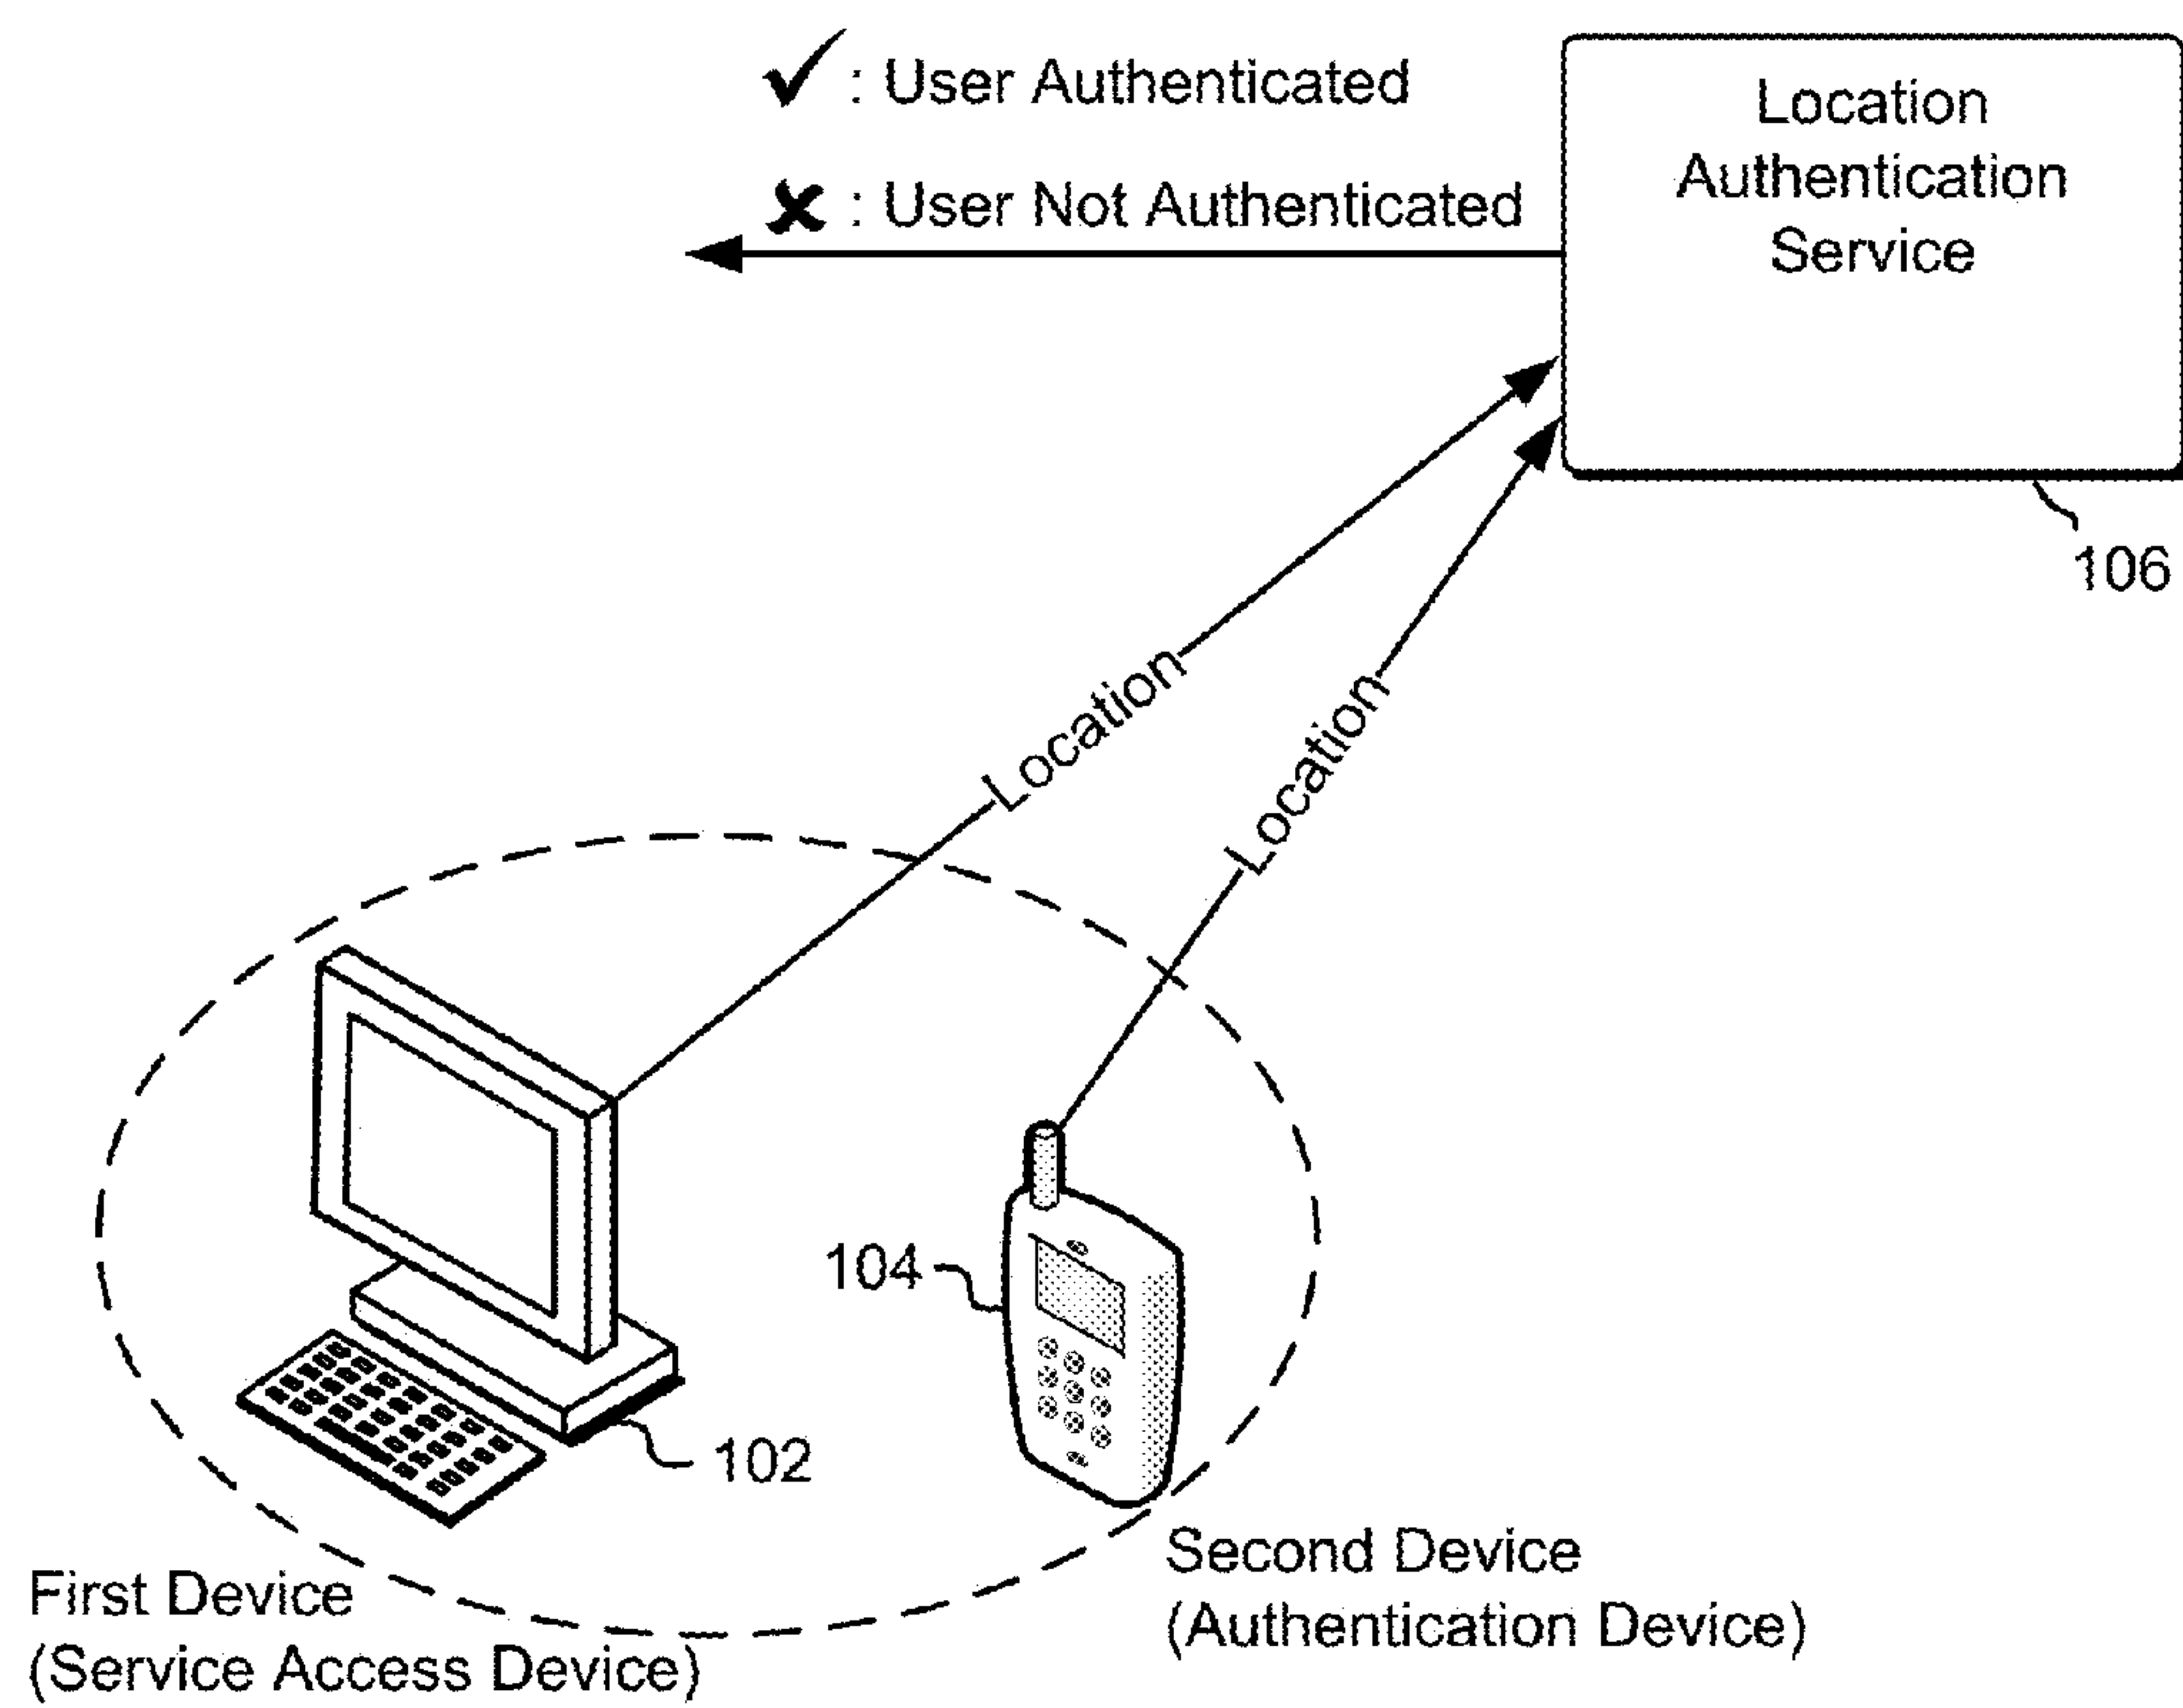 ✓ : User Authenticated
✗ : User Not Authenticated
Location
Authentication
Service
106
Location
Location
104
102
First Device
(Service Access Device)
Second Device
(Authentication Device)